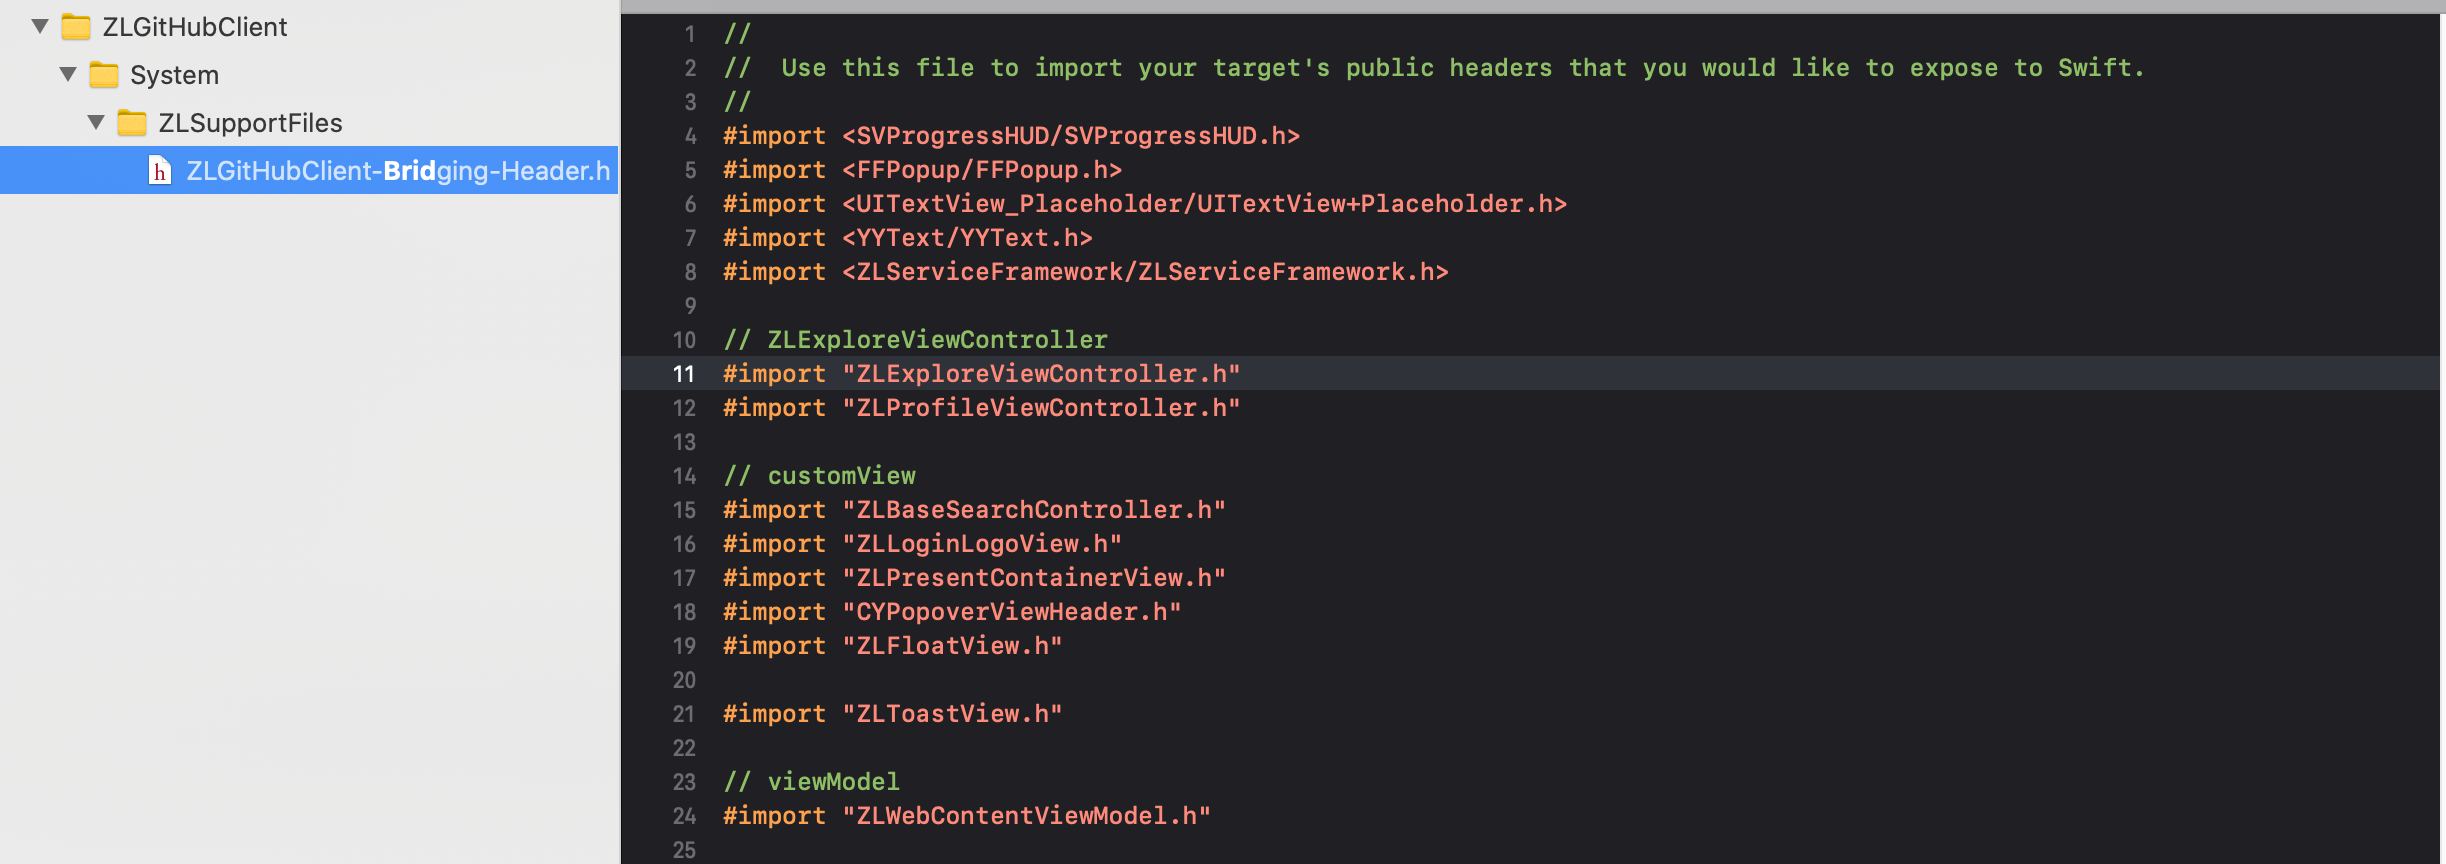 ZLGitHubClient
System
ZLSupportFiles
h ZLGitHubClient-Bridging-Header.h
1 //
2 //  Use this file to import your target's public headers that you would like to expose to Swift.
3 //
4 #import <SVProgressHUD/SVProgressHUD.h>
5 #import <FFPopup/FFPopup.h>
6 #import <UITextView_Placeholder/UITextView+Placeholder.h>
7 #import <YYText/YYText.h>
8 #import <ZLServiceFramework/ZLServiceFramework.h>
9
10 // ZLExploreViewController
11 #import "ZLExploreViewController.h"
12 #import "ZLProfileViewController.h"
13
14 // customView
15 #import "ZLBaseSearchController.h"
16 #import "ZLLoginLogoView.h"
17 #import "ZLPresentContainerView.h"
18 #import "CYPopoverViewHeader.h"
19 #import "ZLFloatView.h"
20
21 #import "ZLToastView.h"
22
23 // viewModel
24 #import "ZLWebContentViewModel.h"
25